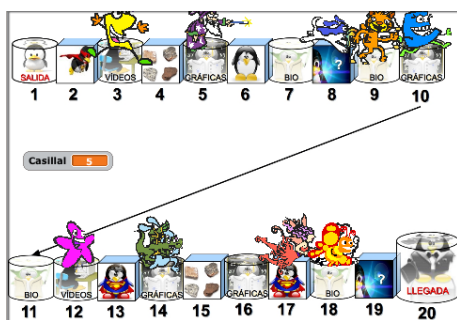 SALIDA VÍDEOS GRÁFICAS BIO ? BIO GRÁFICAS
1 2 3 4 5 6 7 8 9 10
Casillal 5
BIO VÍDEOS GRÁFICAS GRÁFICAS BIO ? LLEGADA
11 12 13 14 15 16 17 18 19 20